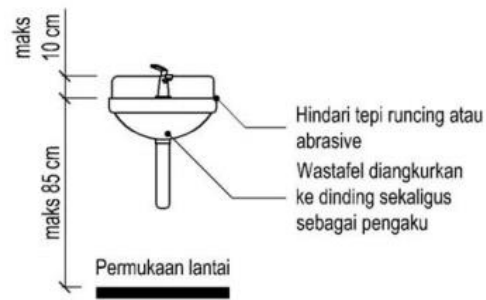 maks
10 cm
maks 85 cm
Hindari tepi runcing atau
abrasive
Wastafel diangkurkan
ke dinding sekaligus
sebagai pengaku
Permukaan lantai